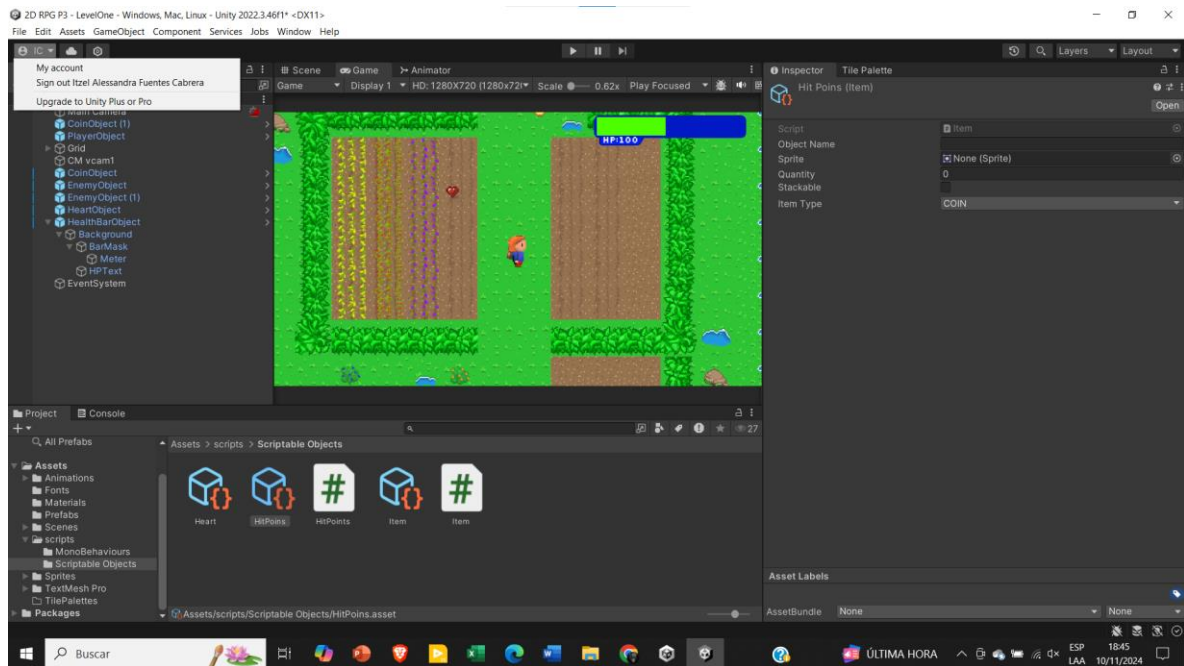 2D RPG P3 - LevelOne - Windows, Mac, Linux - Unity 2022.3.46f1* <DX11>
File Edit Assets GameObject Component Services Jobs Window Help
IC
Layers Layout
My account
Sign out Itzel Alessandra Fuentes Cabrera
Upgrade to Unity Plus or Pro
Scene Game Animator
Game Display 1 HD: 1280X720 (1280x72( Scale 0.62x Play Focused
Main Camera
CoinObject (1)
PlayerObject
Grid
CM vcam1
CoinObject
EnemyObject
EnemyObject (1)
HeartObject
HealthBarObject
Background
BarMask
Meter
HPText
EventSystem
HP:100
Inspector Tile Palette
Hit Poins (Item)
Open
Script Item
Object Name
Sprite None (Sprite)
Quantity 0
Stackable
Item Type COIN
Project Console
27
All Prefabs
Assets > scripts > Scriptable Objects
Assets
Animations
Fonts
Materials
Prefabs
Scenes
scripts
MonoBehaviours
Scriptable Objects
Sprites
TextMesh Pro
TilePalettes
Packages
Heart HitPoins HitPoints Item Item
Assets/scripts/Scriptable Objects/HitPoins.asset
Asset Labels
AssetBundle None None
Buscar
ÚLTIMA HORA
ESP
LAA
18:45
10/11/2024